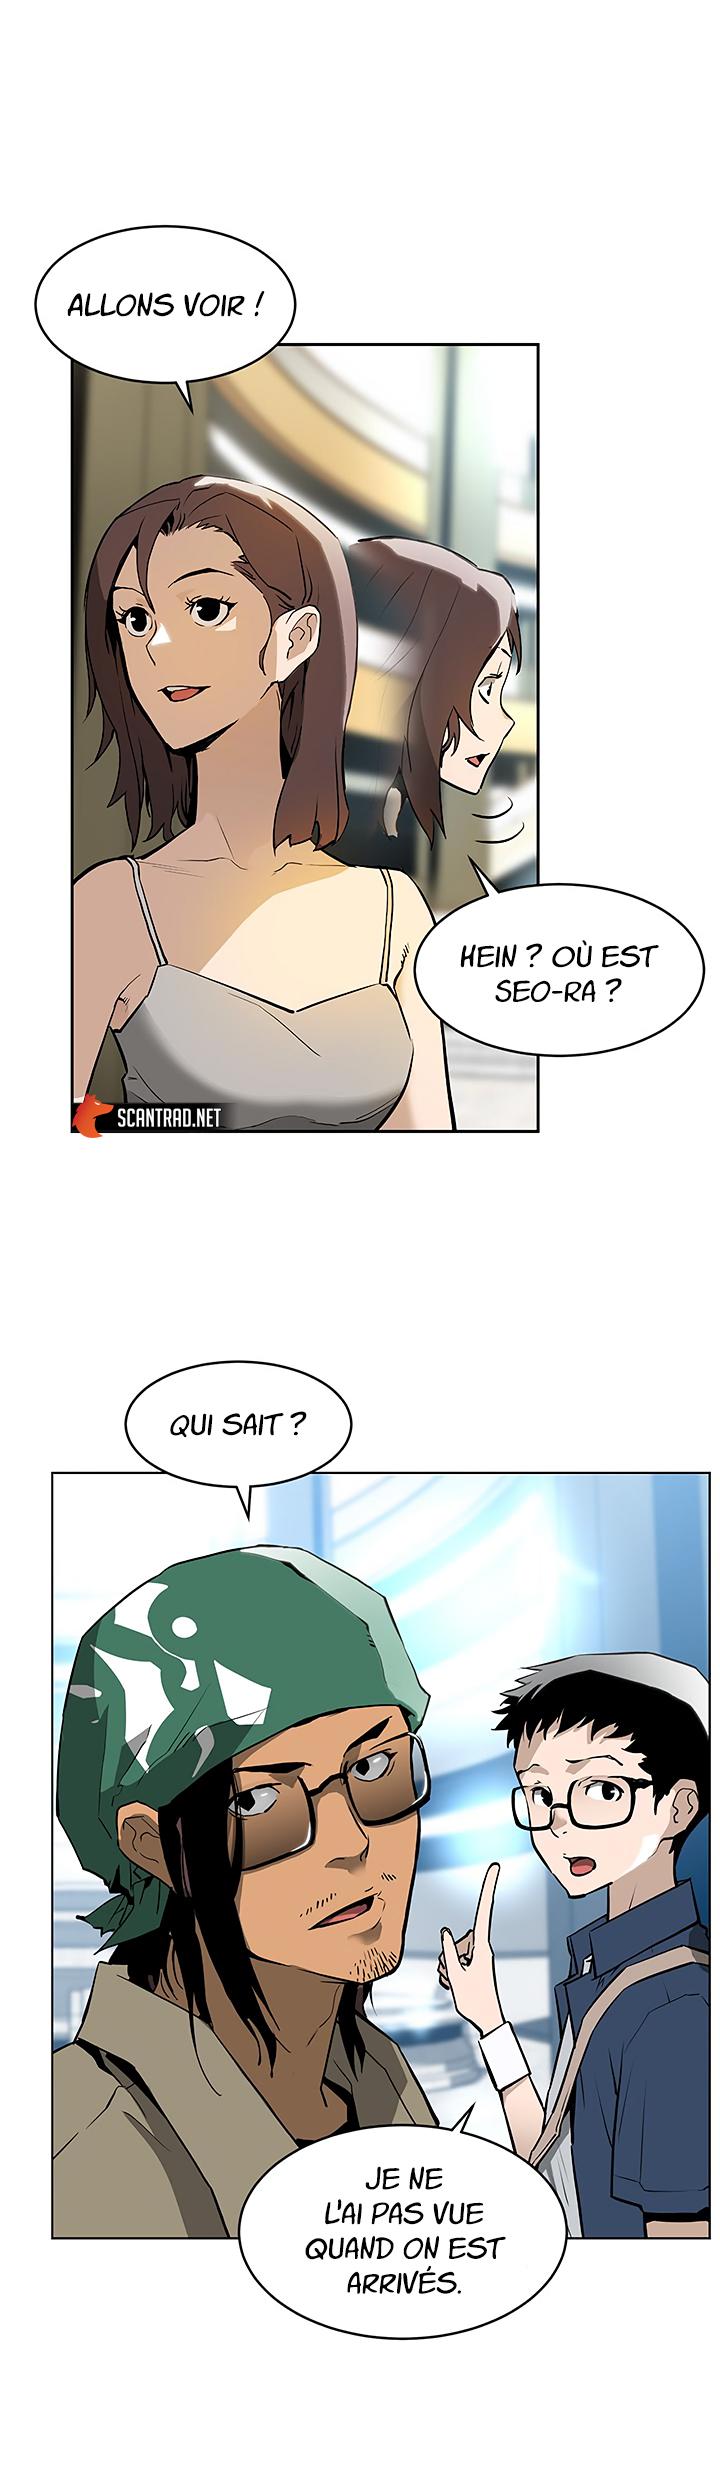 ALLONS VOIR !
HEIN ? OÙ EST
SEO-RA ?
SCANTRAD.NET
QUI SAIT ?
JE NE
L'AI PAS VUE
QUAND ON EST
ARRIVÉS.